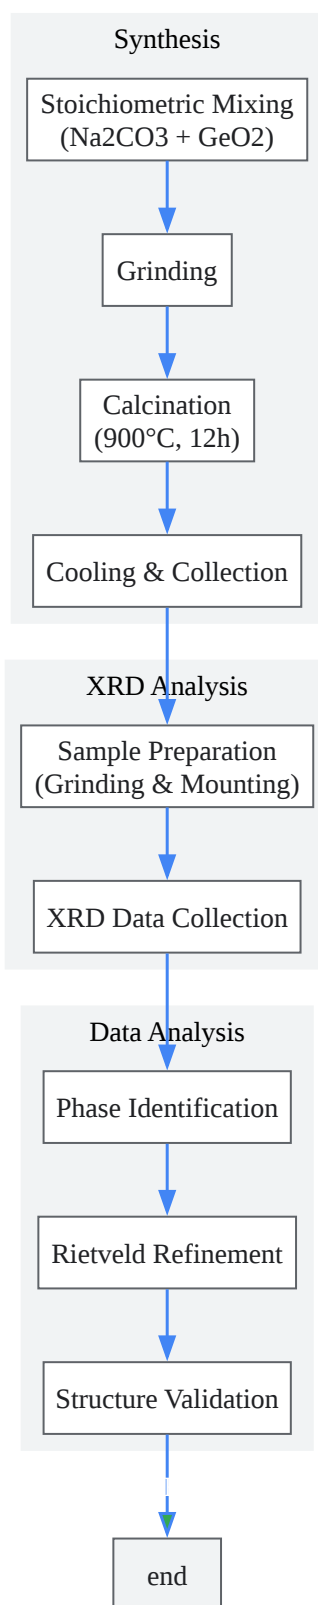 Synthesis
Stoichiometric Mixing
(Na2CO3 + GeO2)
Grinding
Calcination
(900°C, 12h)
Cooling & Collection
XRD Analysis
Sample Preparation
(Grinding & Mounting)
XRD Data Collection
Data Analysis
Phase Identification
Rietveld Refinement
Structure Validation
end